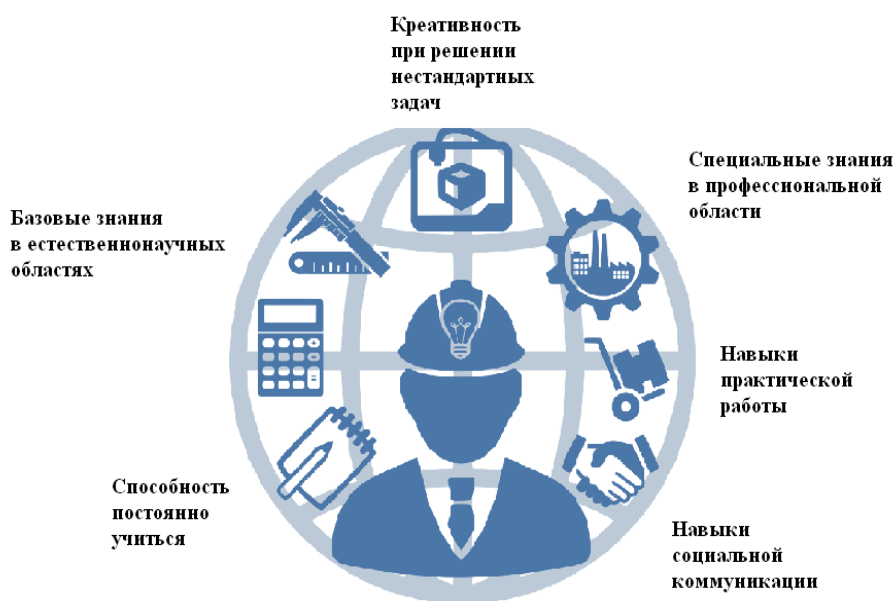 Креативность
при решении
нестандартных
задач
Специальные знания
в профессиональной
области
Базовые знания
в естественнонаучных
областях
Навыки
практической
работы
Способность
постоянно
учиться
Навыки
социальной
коммуникации